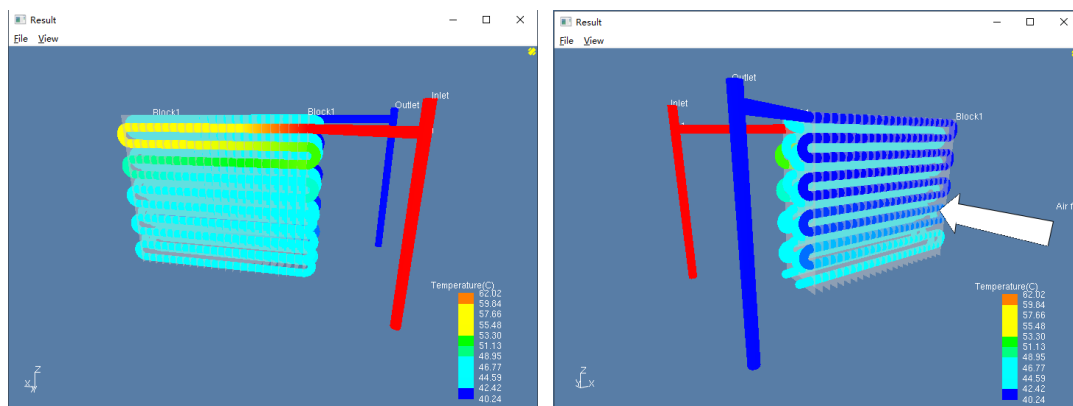 Result
File View
Block1
Block1
Outlet
Inlet
Temperature(C)
62.02
59.84
57.66
55.48
53.30
51.13
48.95
46.77
44.59
42.42
40.24
Z
X
Result
File View
Outlet
Inlet
Block1
Air f
Temperature(C)
62.02
59.84
57.66
55.48
53.30
51.13
48.95
46.77
44.59
42.42
40.24
Z
Y X